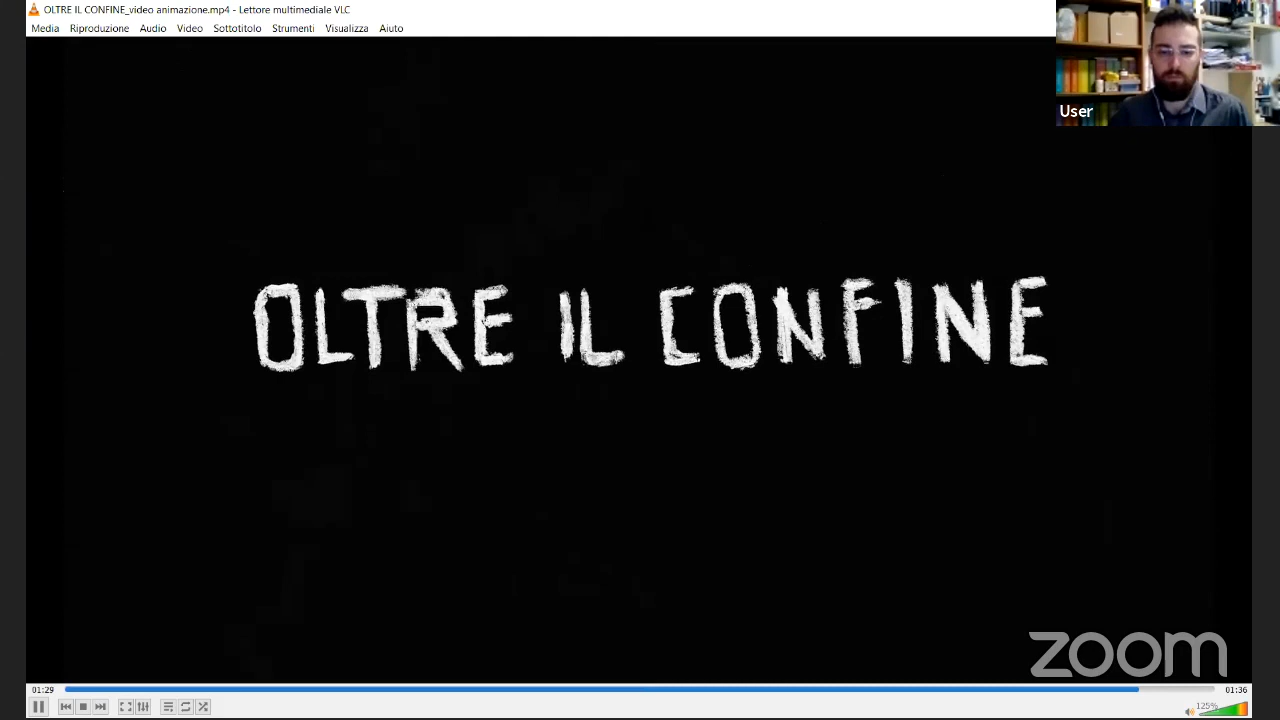 OLTRE IL CONFINE_video animazione.mp4 - Lettore multimediale VLC
Media Riproduzione Audio Video Sottotitolo Strumenti Visualizza Aiuto
User
OLTRE IL CONFINE
zoom
01:29 01:36
125%